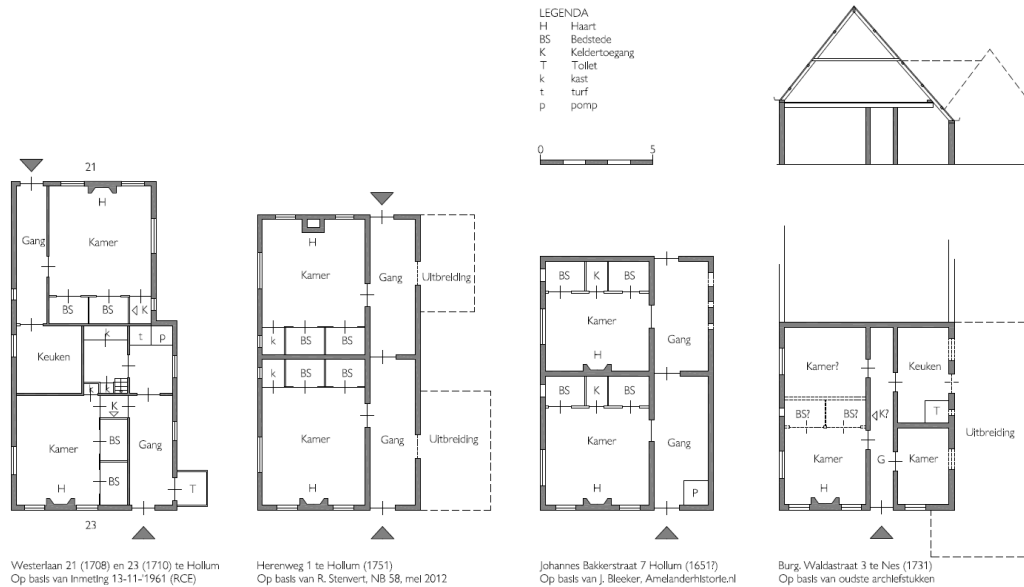 LEGENDA
H Haart
BS Bedstede
K Keldertoegang
T Toilet
k kast
t turf
p pomp
0 5
21
H
Gang
Kamer
BS BS K
k t p
Keuken
k k
K
BS
Kamer
Gang
BS
H
T
23
Westerlaan 21 (1708) en 23 (1710) te Hollum
Op basis van inmeting 13-11-'1961 (RCE)
H
Kamer
Gang
Uitbreiding
k BS BS
k BS BS
Kamer
Gang
Uitbreiding
H
Herenweg 1 te Hollum (1751)
Op basis van R. Stenvert, NB 58, mei 2012
BS K BS
Kamer
Gang
H
BS K BS
Kamer
Gang
H
P
Johannes Bakkerstraat 7 Hollum (1651?)
Op basis van J. Bleeker, Amelanderhistorie.nl
Kamer?
Keuken
BS? BS? K?
T
Uitbreiding
Kamer
G
Kamer
H
Burg. Waldastraat 3 te Nes (1731)
Op basis van oudste archiefstukken